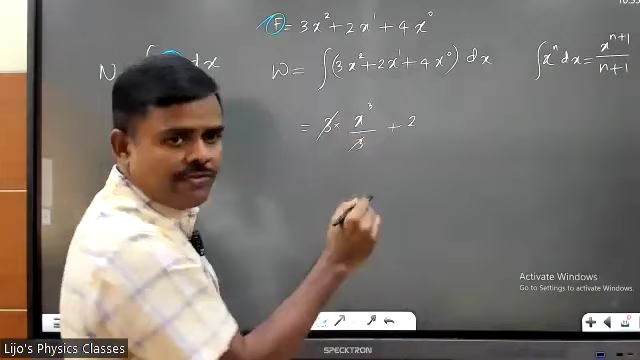 F = 3x² + 2x¹ + 4x⁰
W = ∫(3x²+2x¹+4x⁰) dx
∫xⁿ dx = xⁿ⁺¹/n+1
dx
= 3 × x³/3 + 2
Activate Windows
Go to Settings to activate Windows.
Lijo's Physics Classes
SPECKTRON